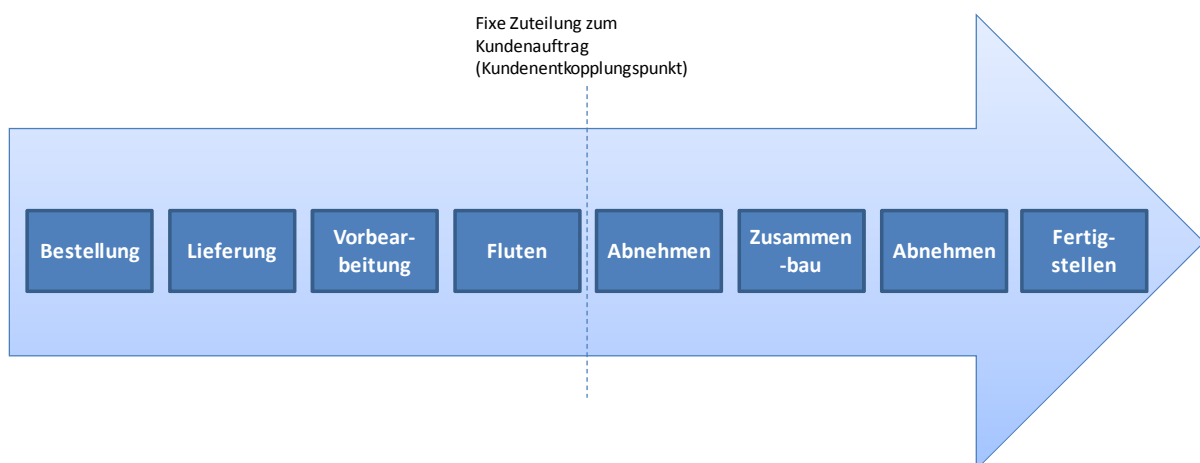 Fixe Zuteilung zum
Kundenauftrag
(Kundenentkopplungspunkt)
Bestellung
Lieferung
Vorbear-
beitung
Fluten
Abnehmen
Zusammen
-bau
Abnehmen
Fertig-
stellen